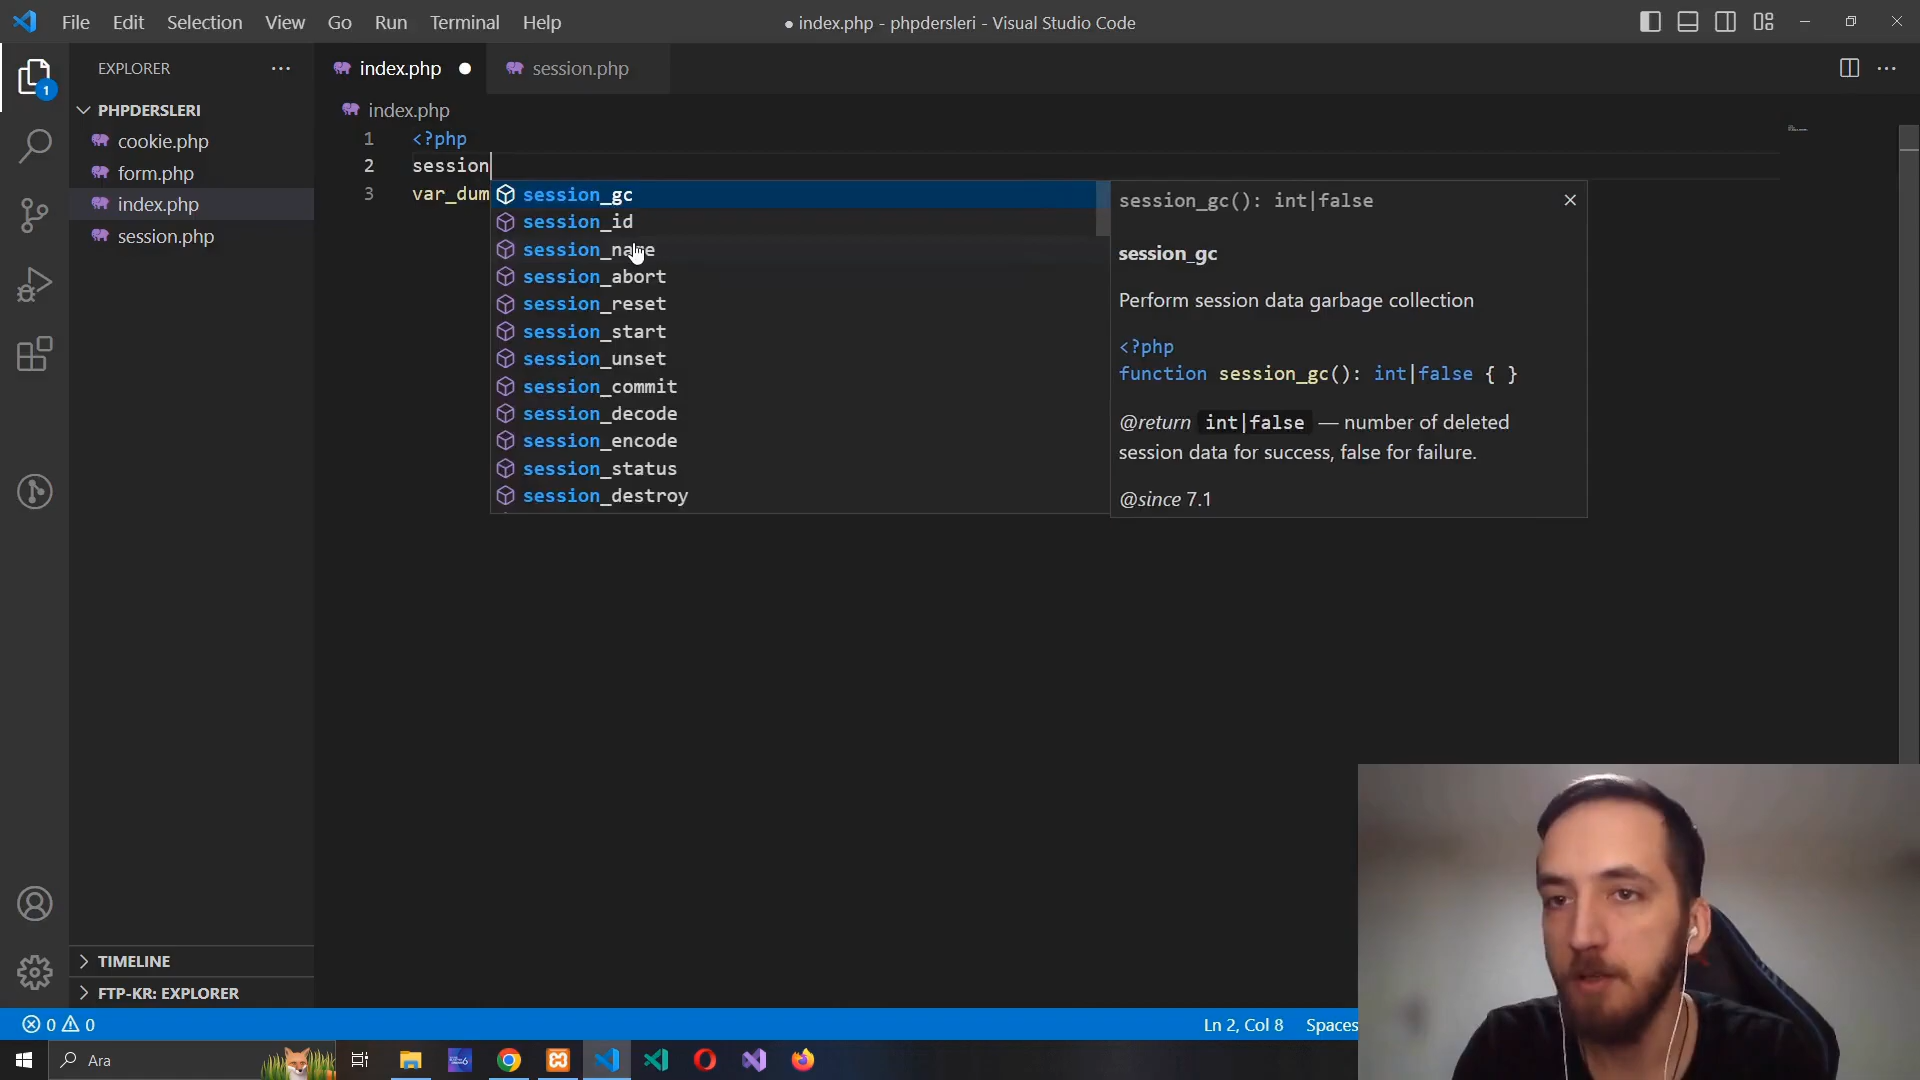 File Edit Selection View Go Run Terminal Help
● index.php - phpdersleri - Visual Studio Code
EXPLORER
PHPDERSLERI
cookie.php
form.php
index.php
session.php
TIMELINE
FTP-KR: EXPLORER
1
index.php
session.php
index.php
1 <?php
2 session
3 var_dum
session_gc
session_id
session_name
session_abort
session_reset
session_start
session_unset
session_commit
session_decode
session_encode
session_status
session_destroy
session_gc(): int|false
session_gc
Perform session data garbage collection
<?php
function session_gc(): int|false { }
@return int|false — number of deleted
session data for success, false for failure.
@since 7.1
0 0
Ln 2, Col 8 Spaces
Ara